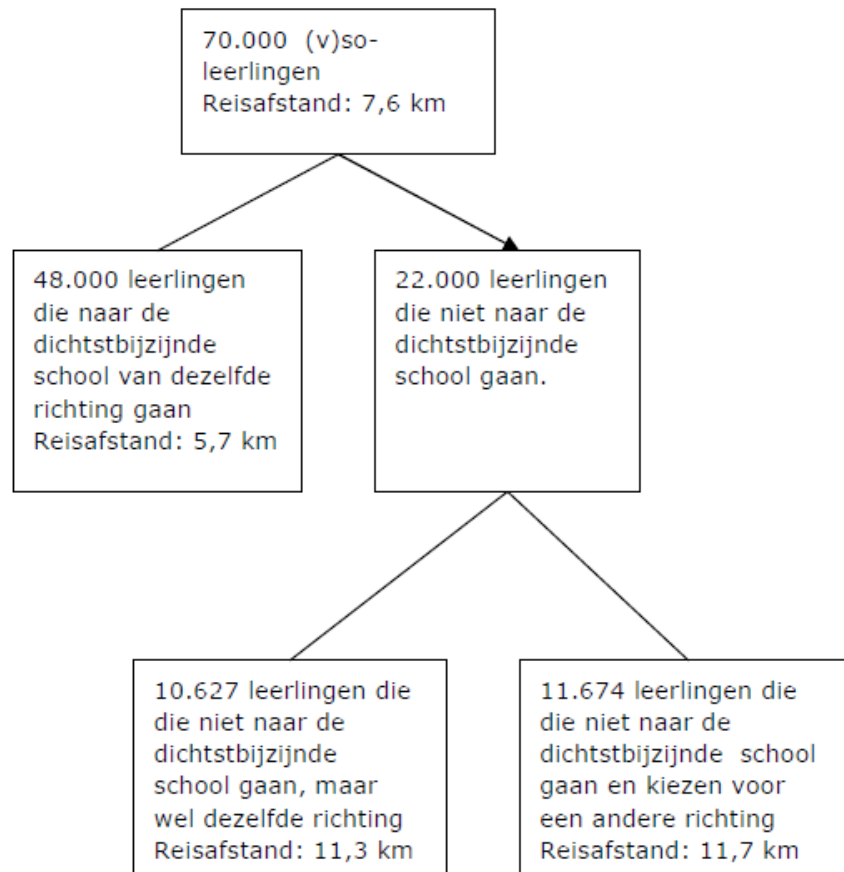 70.000 (v)so-
leerlingen
Reisafstand: 7,6 km
48.000 leerlingen
die naar de
dichtstbijzijnde
school van dezelfde
richting gaan
Reisafstand: 5,7 km
22.000 leerlingen
die niet naar de
dichtstbijzijnde
school gaan.
10.627 leerlingen die
die niet naar de
dichtstbijzijnde
school gaan, maar
wel dezelfde richting
Reisafstand: 11,3 km
11.674 leerlingen die
die niet naar de
dichtstbijzijnde school
gaan en kiezen voor
een andere richting
Reisafstand: 11,7 km